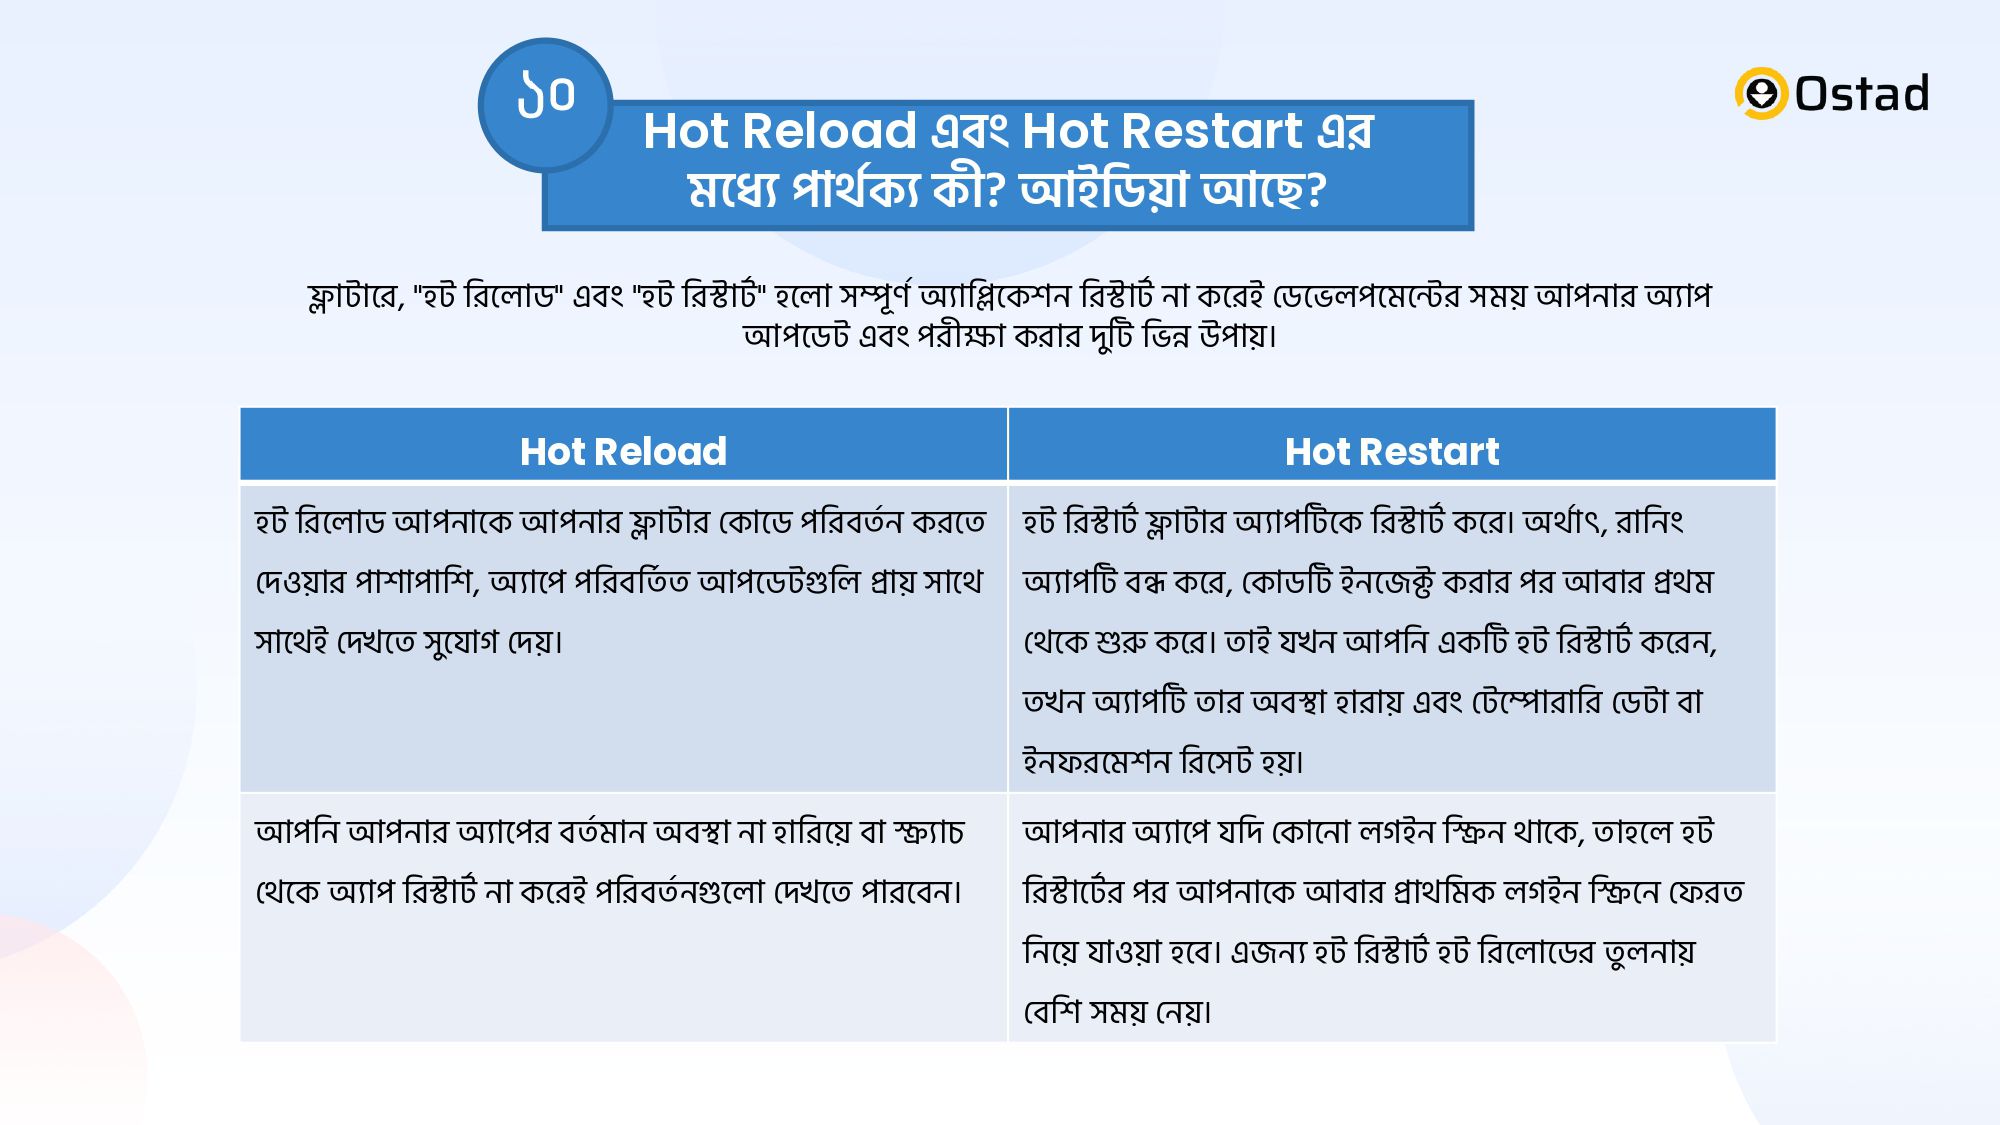 ১০
Ostad
Hot Reload এবং Hot Restart এর
মধ্যে পার্থক্য কী? আইডিয়া আছে?
ফ্লাটারে, "হট রিলোড" এবং "হট রিস্টার্ট" হলো সম্পূর্ণ অ্যাপ্লিকেশন রিস্টার্ট না করেই ডেভেলপমেন্টের সময় আপনার অ্যাপ
আপডেট এবং পরীক্ষা করার দুটি ভিন্ন উপায়।
Hot Reload
হট রিলোড আপনাকে আপনার ফ্লাটার কোডে পরিবর্তন করতে
দেওয়ার পাশাপাশি, অ্যাপে পরিবর্তিত আপডেটগুলি প্রায় সাথে
সাথেই দেখতে সুযোগ দেয়।
আপনি আপনার অ্যাপের বর্তমান অবস্থা না হারিয়ে বা স্ক্র্যাচ
থেকে অ্যাপ রিস্টার্ট না করেই পরিবর্তনগুলো দেখতে পারবেন।
Hot Restart
হট রিস্টার্ট ফ্লাটার অ্যাপটিকে রিস্টার্ট করে। অর্থাৎ, রানিং
অ্যাপটি বন্ধ করে, কোডটি ইনজেক্ট করার পর আবার প্রথম
থেকে শুরু করে। তাই যখন আপনি একটি হট রিস্টার্ট করেন,
তখন অ্যাপটি তার অবস্থা হারায় এবং টেম্পোরারি ডেটা বা
ইনফরমেশন রিসেট হয়।
আপনার অ্যাপে যদি কোনো লগইন স্ক্রিন থাকে, তাহলে হট
রিস্টার্টের পর আপনাকে আবার প্রাথমিক লগইন স্ক্রিনে ফেরত
নিয়ে যাওয়া হবে। এজন্য হট রিস্টার্ট হট রিলোডের তুলনায়
বেশি সময় নেয়।